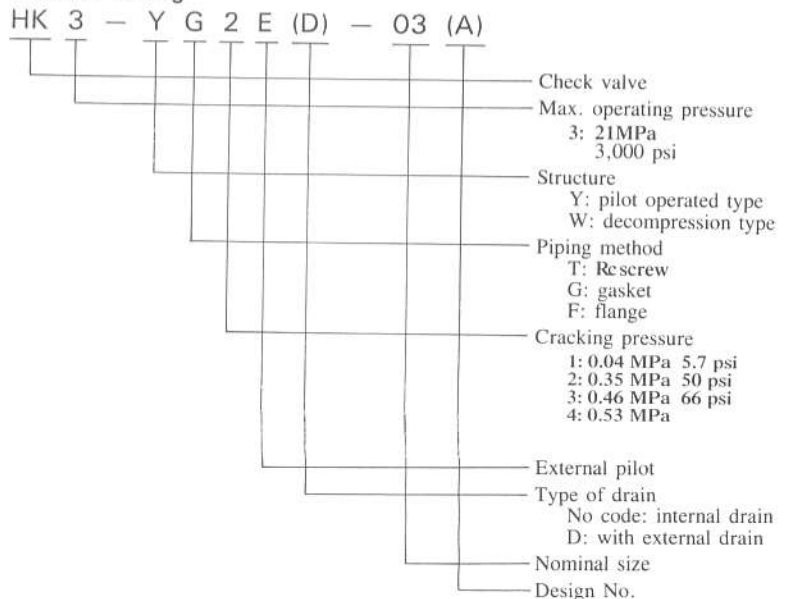 HK 3 - Y G 2 E (D) - 03 (A)
Check valve
Max. operating pressure
3: 21MPa
3,000 psi
Structure
Y: pilot operated type
W: decompression type
Piping method
T: Rc screw
G: gasket
F: flange
Cracking pressure
1: 0.04 MPa 5.7 psi
2: 0.35 MPa 50 psi
3: 0.46 MPa 66 psi
4: 0.53 MPa
External pilot
Type of drain
No code: internal drain
D: with external drain
Nominal size
Design No.